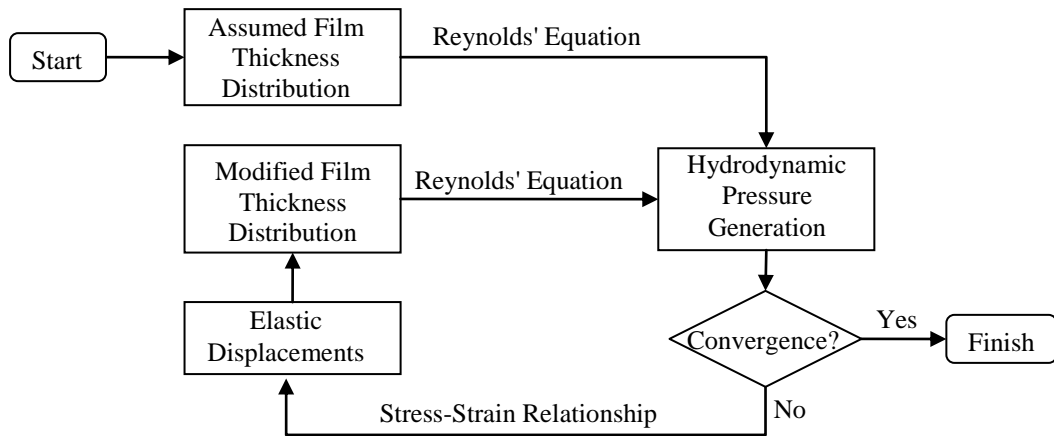 Start
Assumed Film
Thickness
Distribution
Reynolds' Equation
Modified Film
Thickness
Distribution
Reynolds' Equation
Hydrodynamic
Pressure
Generation
Elastic
Displacements
Convergence?
Yes
Finish
No
Stress-Strain Relationship